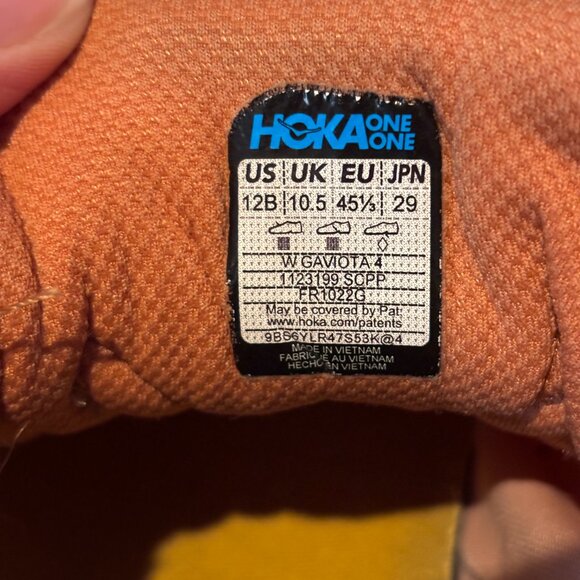 HOKA ONE ONE
US UK EU JPN
12B 10.5 45⅓ 29
W GAVIOTA 4
1123199 SCPP
FR1022G
May be covered by Pat:
www.hoka.com/patents
9BS6YLR47S53K@4
MADE IN VIETNAM
FABRIQUÉ AU VIETNAM
HECHO EN VIETNAM